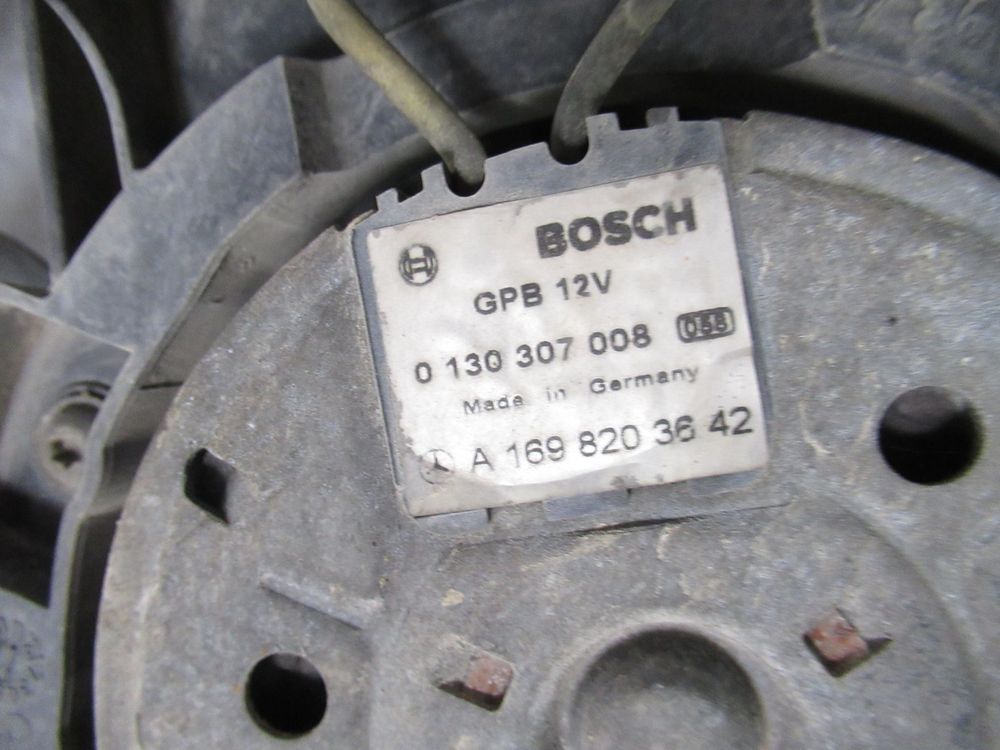 BOSCH
GPB 12V
0 130 307 008
Made in Germany
A 169 820 36 42